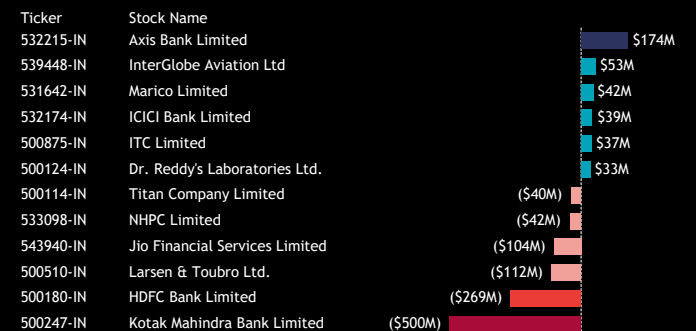 Ticker Stock Name
532215-IN Axis Bank Limited $174M
539448-IN InterGlobe Aviation Ltd $53M
531642-IN Marico Limited $42M
532174-IN ICICI Bank Limited $39M
500875-IN ITC Limited $37M
500124-IN Dr. Reddy's Laboratories Ltd. $33M
500114-IN Titan Company Limited ($40M)
533098-IN NHPC Limited ($42M)
543940-IN Jio Financial Services Limited ($104M)
500510-IN Larsen & Toubro Ltd. ($112M)
500180-IN HDFC Bank Limited ($269M)
500247-IN Kotak Mahindra Bank Limited ($500M)